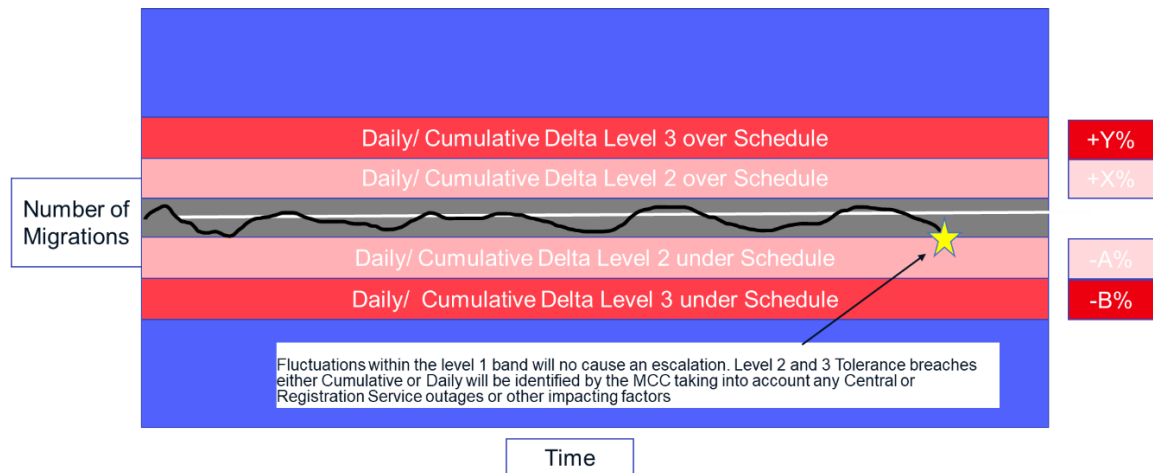 Daily/ Cumulative Delta Level 3 over Schedule
+Y%
Daily/ Cumulative Delta Level 2 over Schedule
+X%
Number of
Migrations
Daily/ Cumulative Delta Level 2 under Schedule
-A%
Daily/ Cumulative Delta Level 3 under Schedule
-B%
Fluctuations within the level 1 band will no cause an escalation. Level 2 and 3 Tolerance breaches
either Cumulative or Daily will be identified by the MCC taking into account any Central or
Registration Service outages or other impacting factors
Time